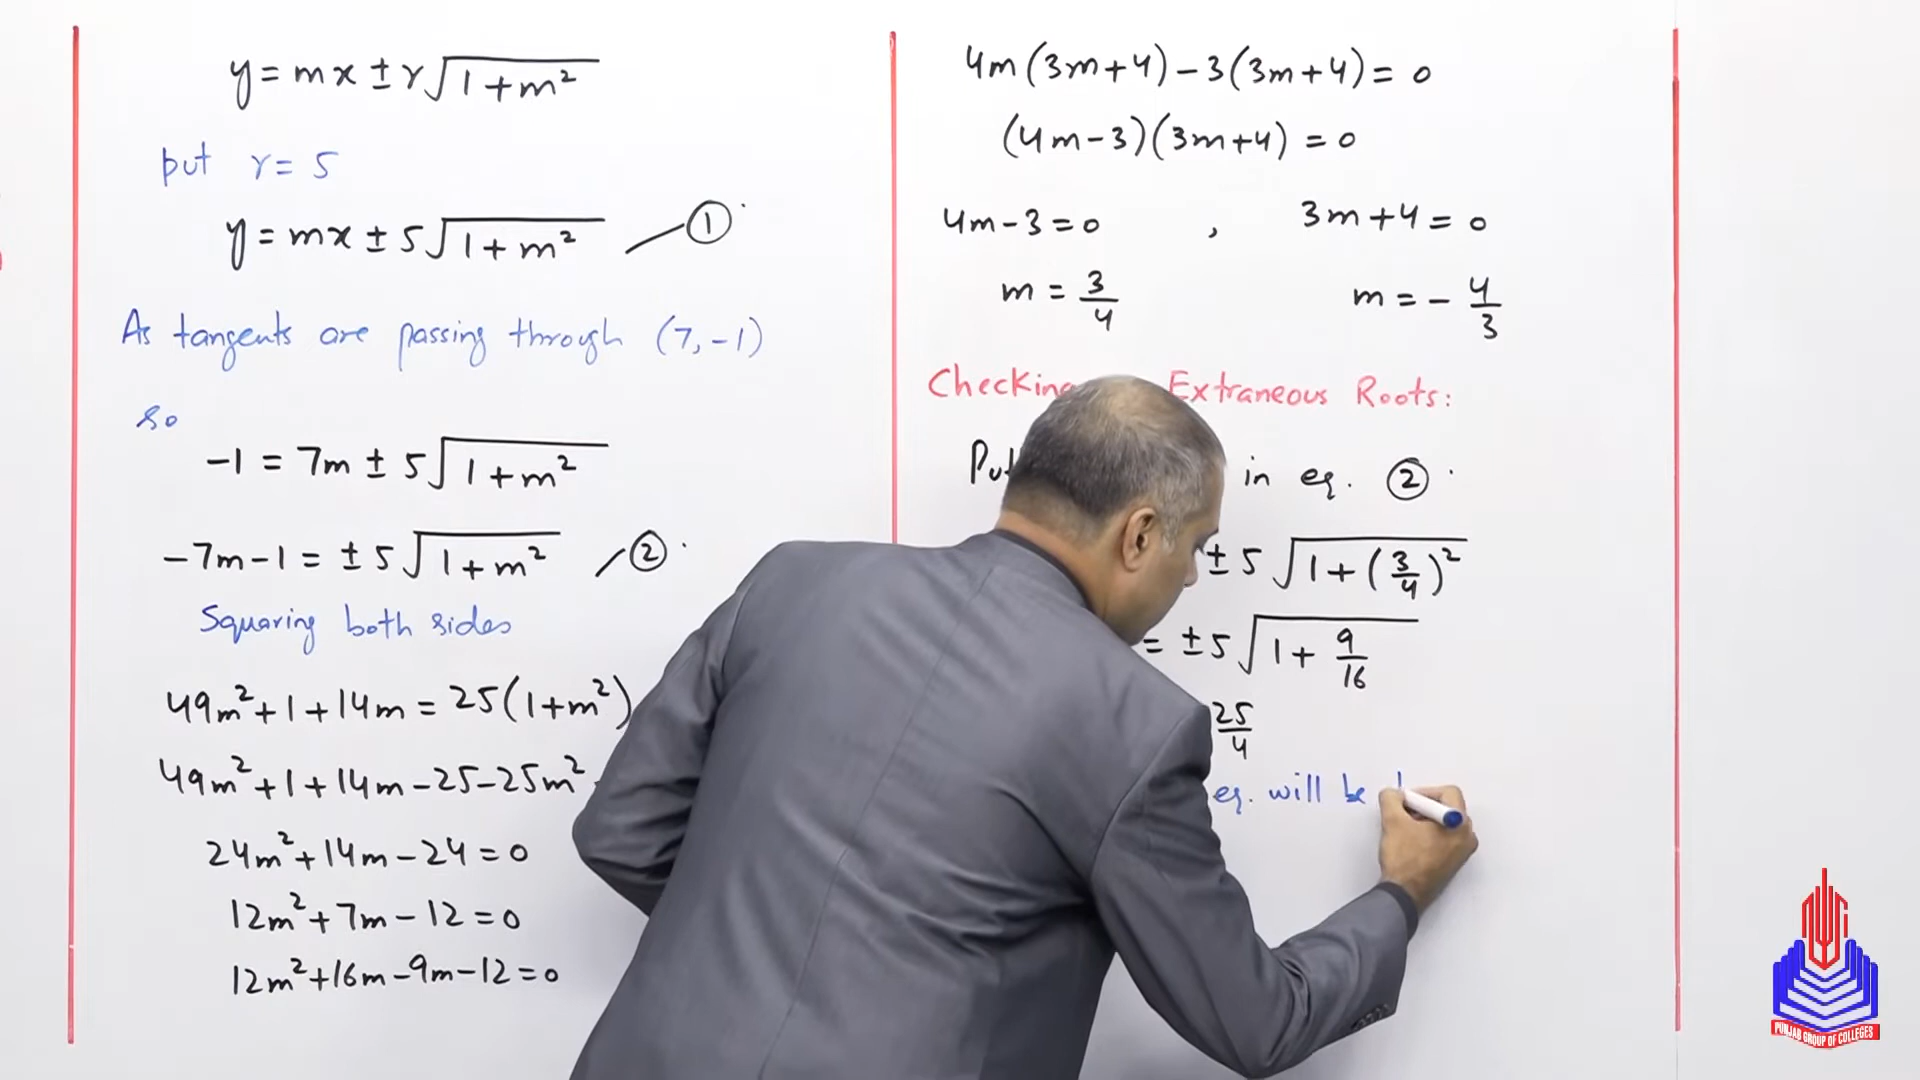 y = mx ± r√(1+m²)
put r = 5
y = mx ± 5√(1+m²) ①
As tangents are passing through (7, -1)
so
-1 = 7m ± 5√(1+m²)
-7m-1 = ± 5√(1+m²) ②
Squaring both sides
49m²+1+14m = 25(1+m²)
49m²+1+14m-25-25m²
24m²+14m-24=0
12m²+7m-12=0
12m²+16m-9m-12=0
4m(3m+4)-3(3m+4)=0
(4m-3)(3m+4)=0
4m-3=0 , 3m+4=0
m = 3/4 m = -4/3
Checking Extraneous Roots:
Put in eq. ②
±5√(1+(3/4)²)
= ±5√(1+9/16)
25/4
eq. will be
PUNJAB GROUP OF COLLEGES